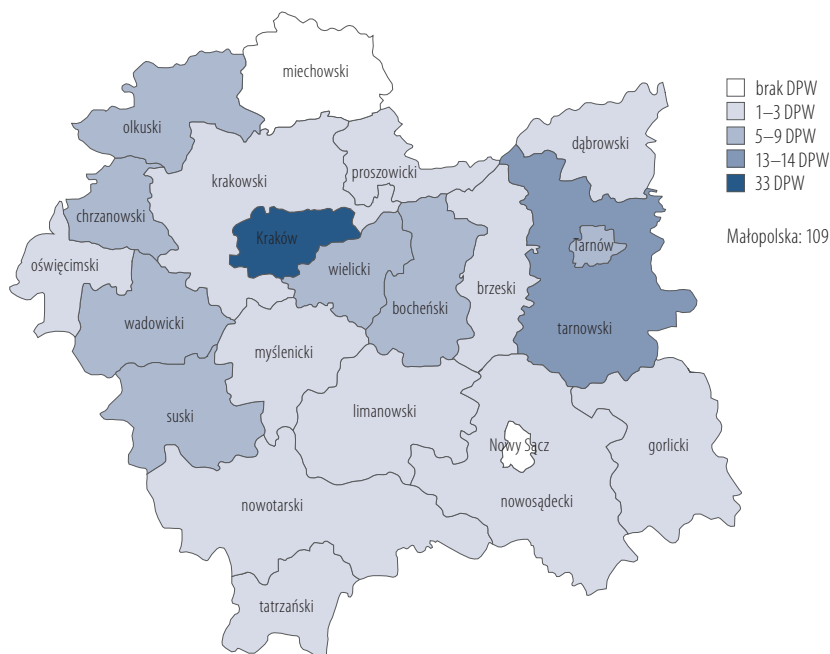 miechowski
olkuski
dąbrowski
proszowicki
krakowski
chrzanowski
Kraków
Tarnów
oświęcimski
wielicki
brzeski
bocheński
wadowicki
tarnowski
myślenicki
limanowski
suski
Nowy Sącz
gorlicki
nowotarski
nowosądecki
tatrzański
brak DPW
1–3 DPW
5–9 DPW
13–14 DPW
33 DPW
Małopolska: 109